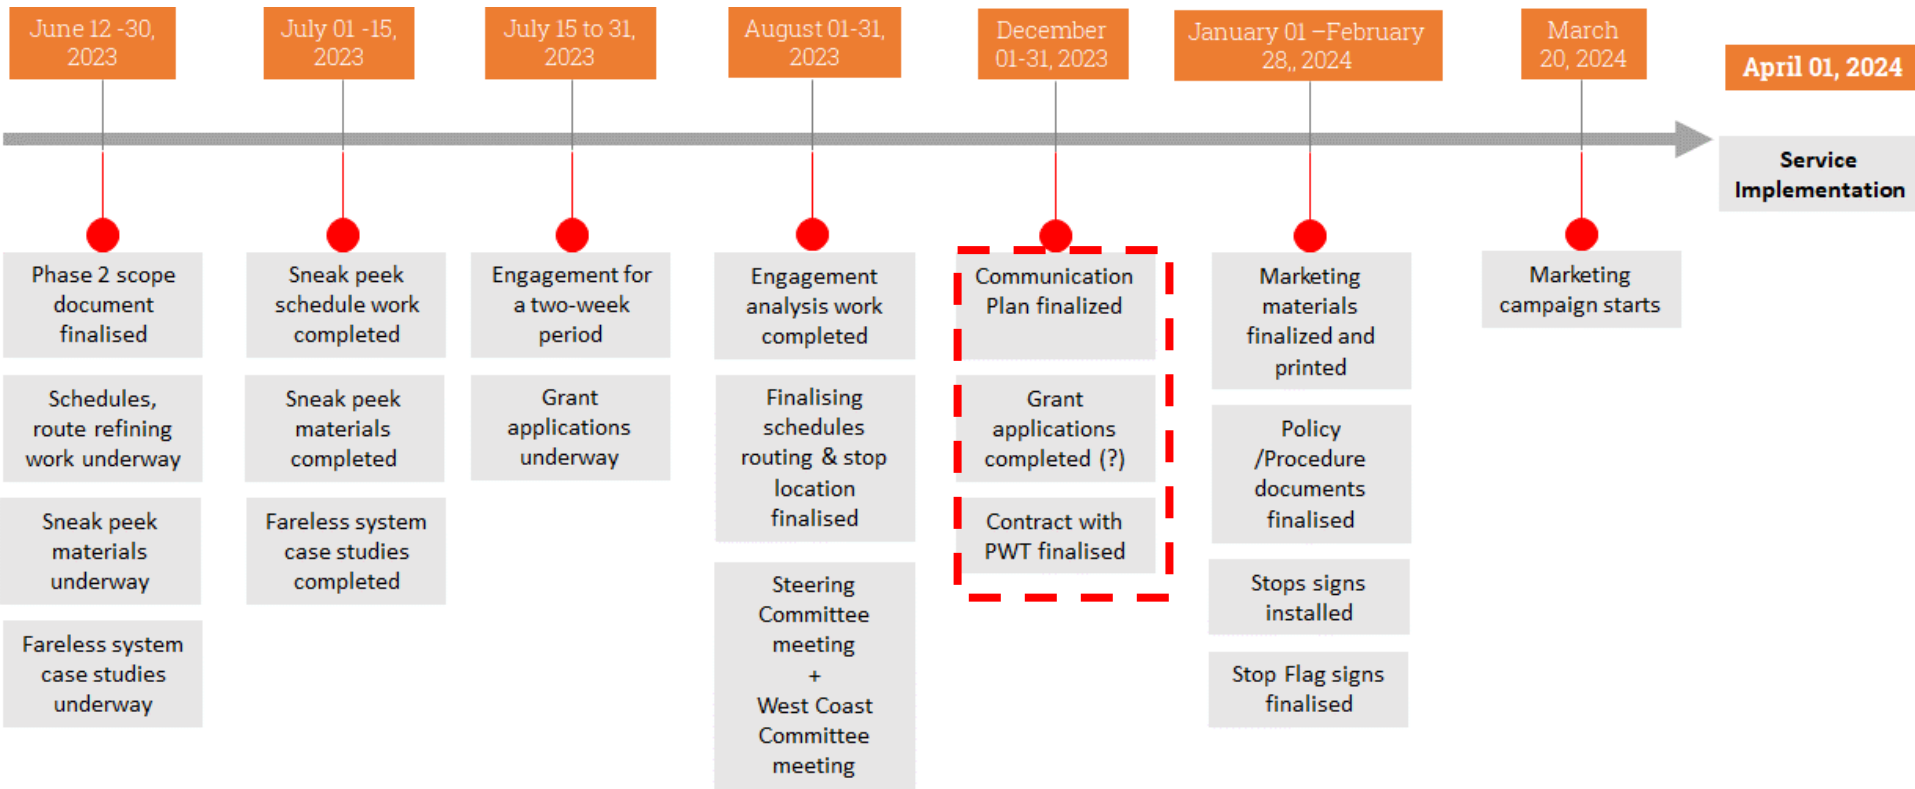 June 12 -30,
2023
July 01 -15,
2023
July 15 to 31,
2023
August 01-31,
2023
December
01-31, 2023
January 01 –February
28,, 2024
March
20, 2024
April 01, 2024
Service
Implementation
Phase 2 scope
document
finalised
Schedules,
route refining
work underway
Sneak peek
materials
underway
Fareless system
case studies
underway
Sneak peek
schedule work
completed
Sneak peek
materials
completed
Fareless system
case studies
completed
Engagement for
a two-week
period
Grant
applications
underway
Engagement
analysis work
completed
Finalising
schedules
routing & stop
location
finalised
Steering
Committee
meeting
+
West Coast
Committee
meeting
Communication
Plan finalized
Grant
applications
completed (?)
Contract with
PWT finalised
Marketing
materials
finalized and
printed
Policy
/Procedure
documents
finalised
Stops signs
installed
Stop Flag signs
finalised
Marketing
campaign starts